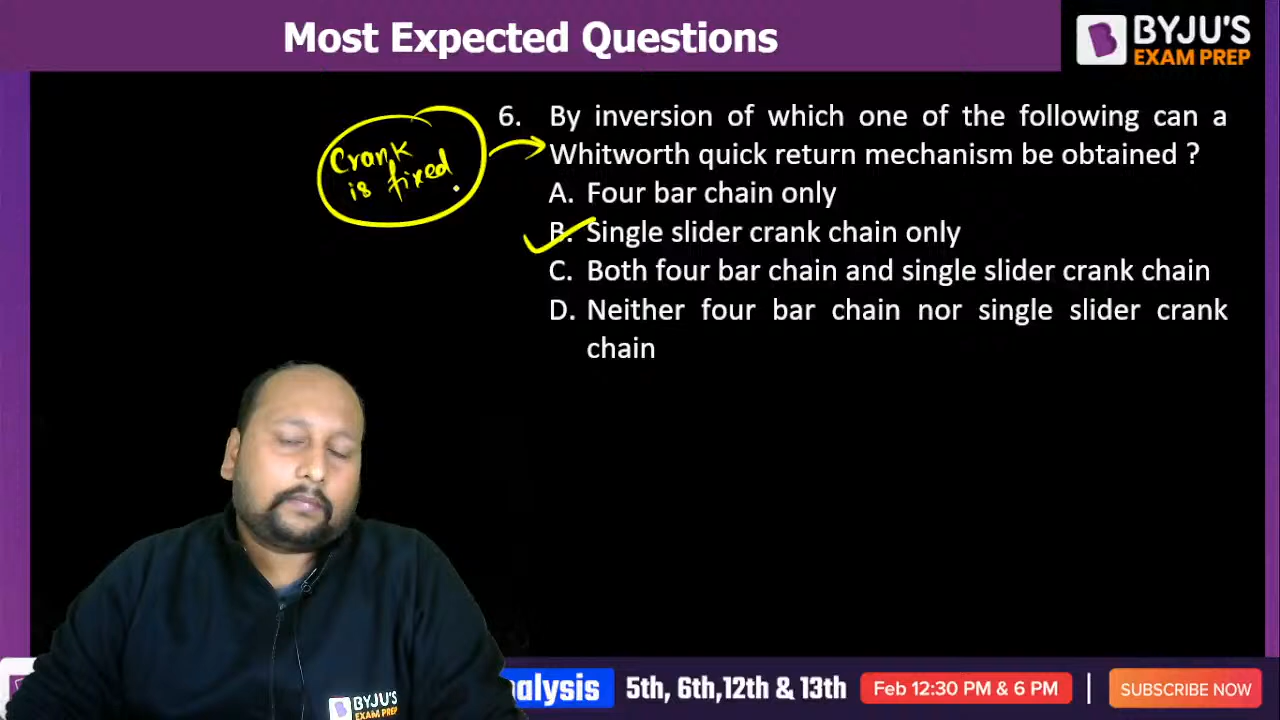 Most Expected Questions
BYJU'S
EXAM PREP
Crank
is fixed
6. By inversion of which one of the following can a
Whitworth quick return mechanism be obtained ?
A. Four bar chain only
B. Single slider crank chain only
C. Both four bar chain and single slider crank chain
D. Neither four bar chain nor single slider crank
chain
BYJU'S
EXAM PREP
5th, 6th,12th & 13th
Feb 12:30 PM & 6 PM
SUBSCRIBE NOW